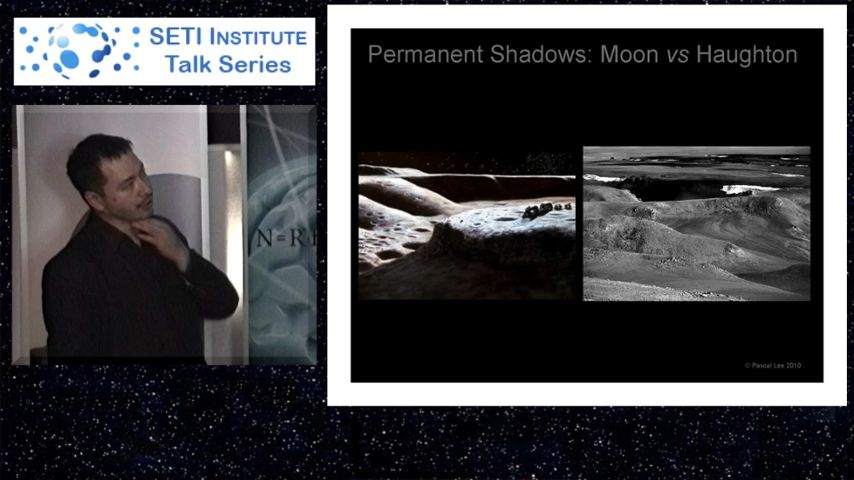 SETI INSTITUTE
Talk Series
Permanent Shadows: Moon vs Haughton
N=R
© Pascal Lee 2010